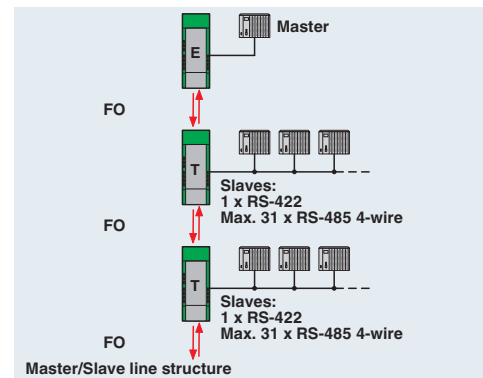 Master
E
FO
T
Slaves:
1 x RS-422
Max. 31 x RS-485 4-wire
FO
T
Slaves:
1 x RS-422
Max. 31 x RS-485 4-wire
FO
Master/Slave line structure